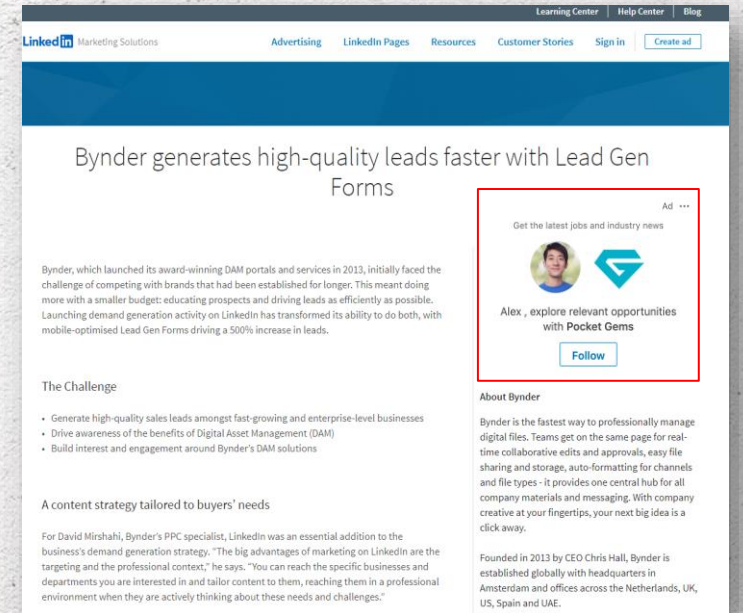 Learning Center | Help Center | Blog
Linked in Marketing Solutions
Advertising LinkedIn Pages Resources Customer Stories Sign in Create ad
Bynder generates high-quality leads faster with Lead Gen
Forms
Bynder, which launched its award-winning DAM portals and services in 2013, initially faced the
challenge of competing with brands that had been established for longer. This meant doing
more with a smaller budget: educating prospects and driving leads as efficiently as possible.
Launching demand generation activity on LinkedIn has transformed its ability to do both, with
mobile-optimised Lead Gen Forms driving a 500% increase in leads.
The Challenge
• Generate high-quality sales leads amongst fast-growing and enterprise-level businesses
• Drive awareness of the benefits of Digital Asset Management (DAM)
• Build interest and engagement around Bynder's DAM solutions
A content strategy tailored to buyers' needs
For David Mirshahi, Bynder's PPC specialist, LinkedIn was an essential addition to the
business's demand generation strategy. "The big advantages of marketing on LinkedIn are the
targeting and the professional context," he says. "You can reach the specific businesses and
departments you are interested in and tailor content to them, reaching them in a professional
environment when they are actively thinking about these needs and challenges."
Ad ...
Get the latest jobs and industry news
Alex , explore relevant opportunities
with Pocket Gems
Follow
About Bynder
Bynder is the fastest way to professionally manage
digital files. Teams get on the same page for real-
time collaborative edits and approvals, easy file
sharing and storage, auto-formatting for channels
and file types - it provides one central hub for all
company materials and messaging. With company
creative at your fingertips, your next big idea is a
click away.
Founded in 2013 by CEO Chris Hall, Bynder is
established globally with headquarters in
Amsterdam and offices across the Netherlands, UK,
US, Spain and UAE.